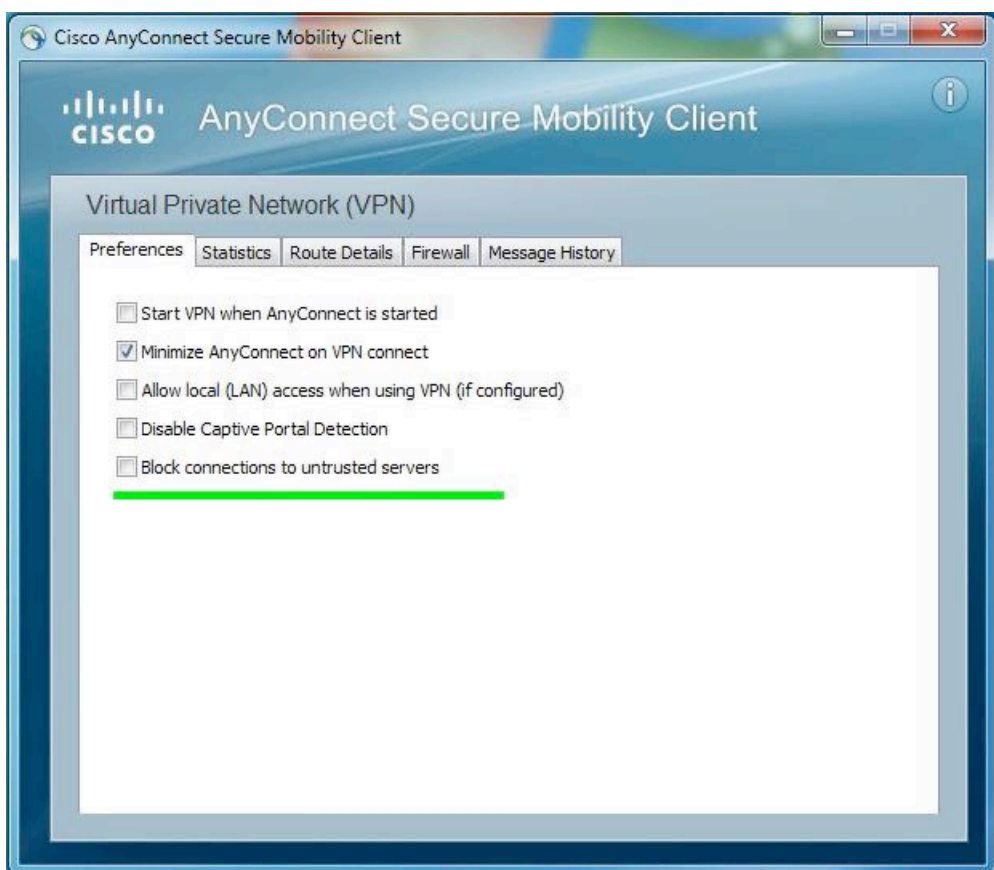 Cisco AnyConnect Secure Mobility Client
CISCO
AnyConnect Secure Mobility Client
Virtual Private Network (VPN)
Preferences Statistics Route Details Firewall Message History
Start VPN when AnyConnect is started
Minimize AnyConnect on VPN connect
Allow local (LAN) access when using VPN (if configured)
Disable Captive Portal Detection
Block connections to untrusted servers